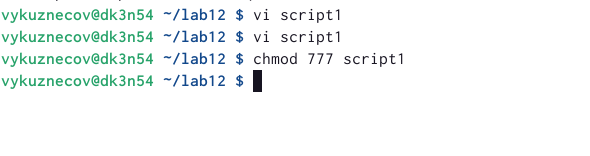 vykuznecov@dk3n54 ~/lab12 $ vi script1
vykuznecov@dk3n54 ~/lab12 $ vi script1
vykuznecov@dk3n54 ~/lab12 $ chmod 777 script1
vykuznecov@dk3n54 ~/lab12 $